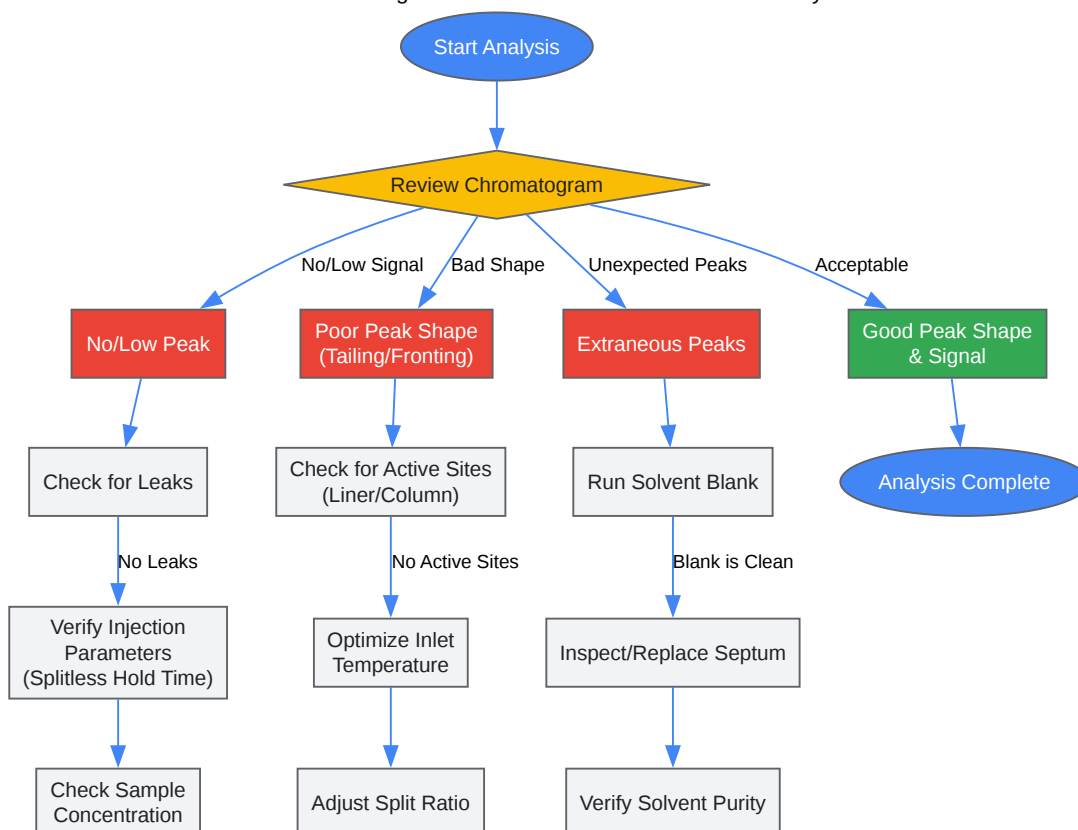 Start Analysis
Review Chromatogram
No/Low Signal
Bad Shape
Unexpected Peaks
Acceptable
No/Low Peak
Poor Peak Shape
(Tailing/Fronting)
Extraneous Peaks
Good Peak Shape
& Signal
Check for Leaks
Check for Active Sites
(Liner/Column)
Run Solvent Blank
Analysis Complete
No Leaks
No Active Sites
Blank is Clean
Verify Injection
Parameters
(Splitless Hold Time)
Optimize Inlet
Temperature
Inspect/Replace Septum
Check Sample
Concentration
Adjust Split Ratio
Verify Solvent Purity